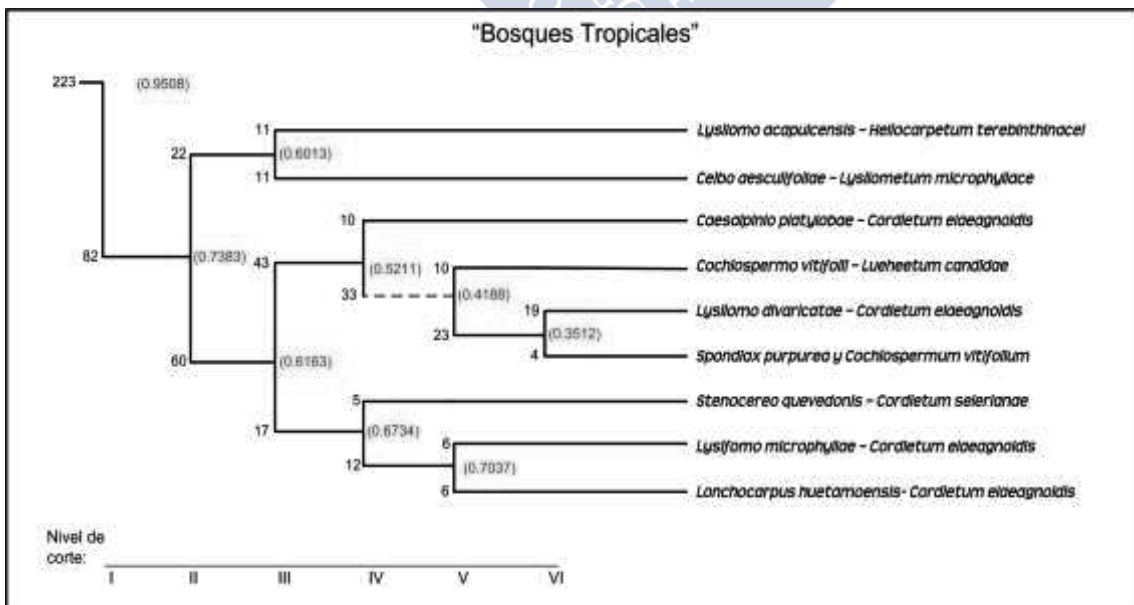 "Bosques Tropicales"
223
(0.9508)
11
Lysilomo acapulcensis – Heliocarpetum terebinthinacei
22
(0.6013)
11
Ceibo aesculifoliae – Lysilometum microphyllace
10
Caesalpinio platylobae – Cordietum elaeagnoidis
82
(0.7383)
43
(0.5211)
10
Cochlospermo vitifolii – Lueheetum candidae
33
(0.4188)
19
Lysilomo divaricatae – Cordietum elaeagnoidis
23
(0.3512)
60
(0.6163)
4
Spondiax purpurea y Cochlospermum vitifolium
5
Stenocereo quevedonis – Cordietum selerianae
17
(0.6734)
6
Lysilomo microphyllae – Cordietum elaeagnoidis
12
(0.7037)
6
Lonchocarpus huetamoensis- Cordietum elaeagnoidis
Nivel de
corte:
I II III IV V VI